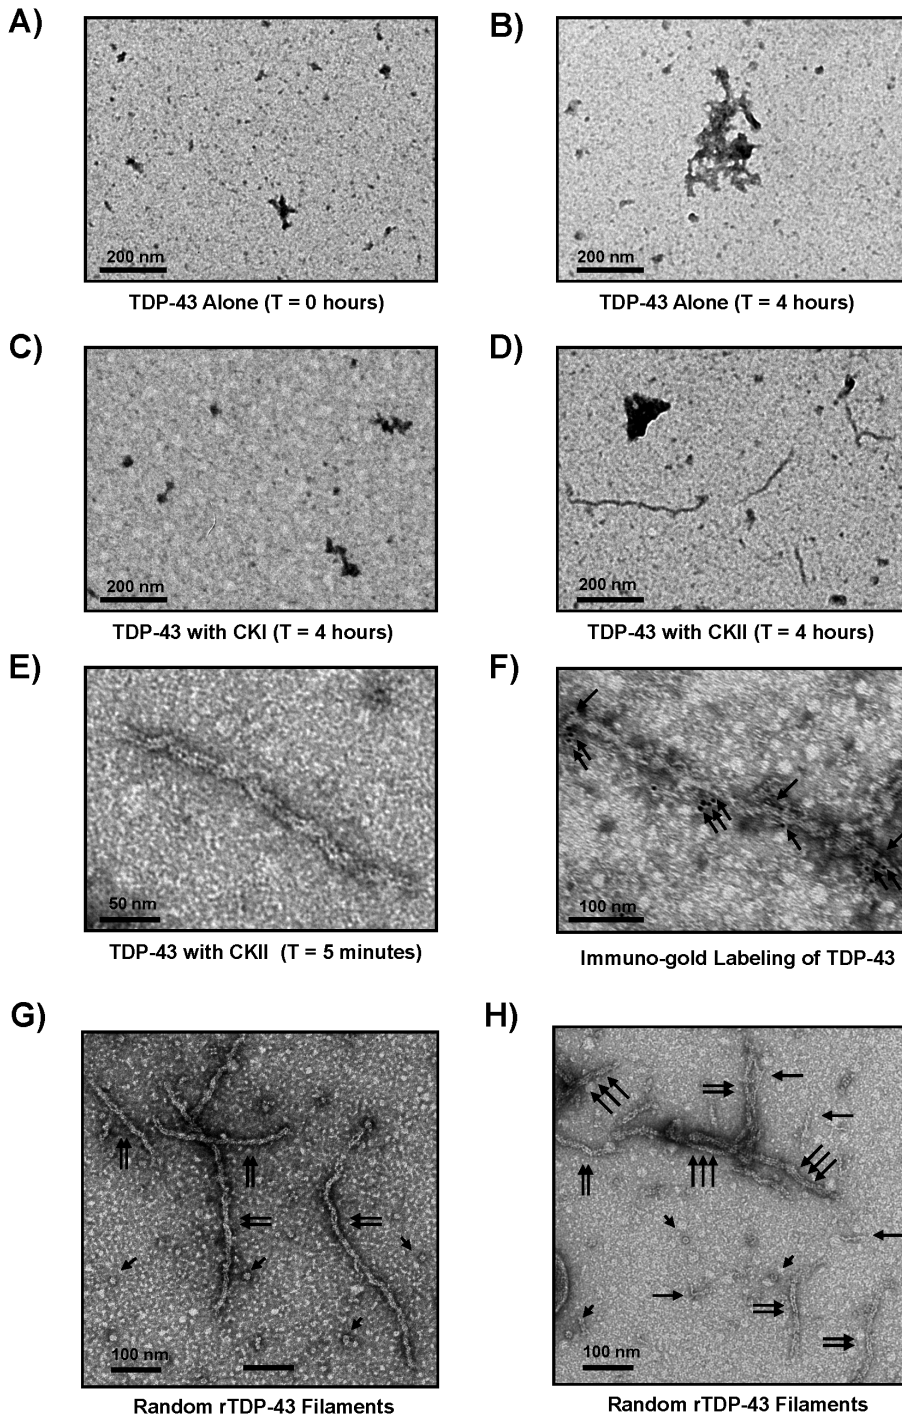 A)
B)
200 nm
200 nm
TDP-43 Alone (T = 0 hours)
TDP-43 Alone (T = 4 hours)
C)
D)
200 nm
200 nm
TDP-43 with CKI (T = 4 hours)
TDP-43 with CKII (T = 4 hours)
E)
F)
50 nm
100 nm
TDP-43 with CKII (T = 5 minutes)
Immuno-gold Labeling of TDP-43
G)
H)
100 nm
100 nm
Random rTDP-43 Filaments
Random rTDP-43 Filaments